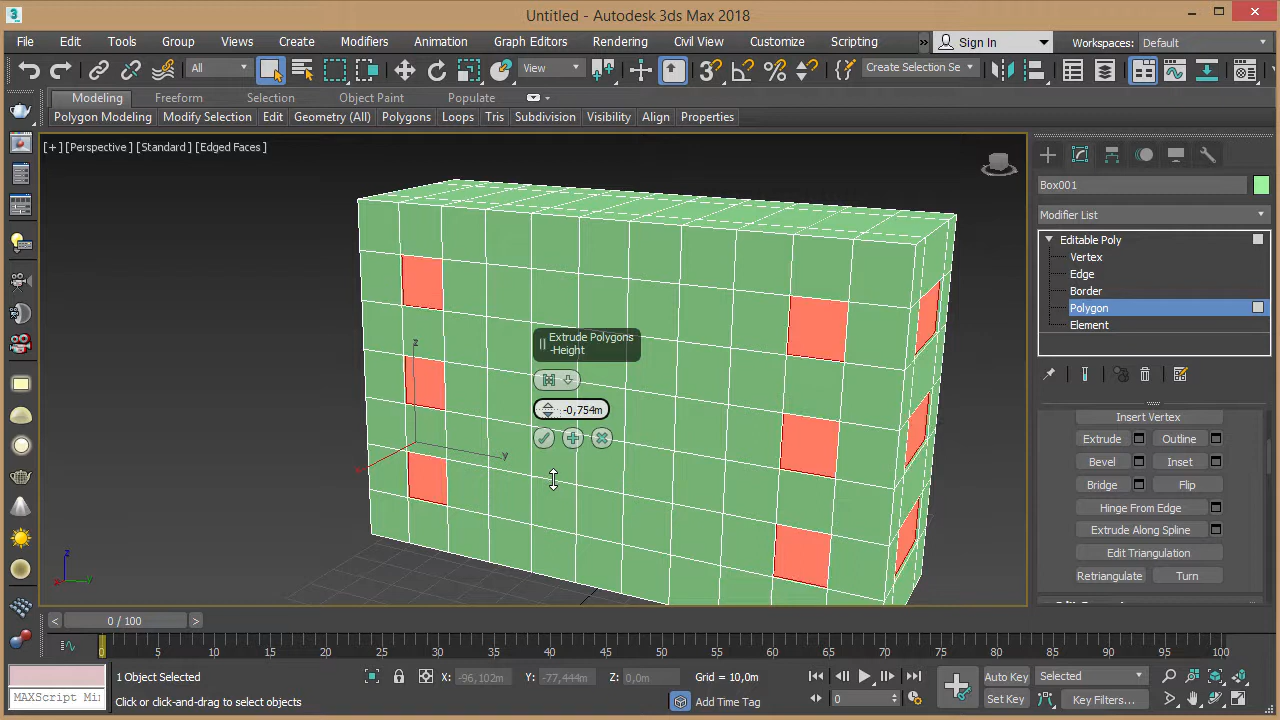 Untitled - Autodesk 3ds Max 2018
File Edit Tools Group Views Create Modifiers Animation Graph Editors Rendering Civil View Customize Scripting » Sign In Workspaces: Default
All View Create Selection Se
Modeling Freeform Selection Object Paint Populate
Polygon Modeling Modify Selection Edit Geometry (All) Polygons Loops Tris Subdivision Visibility Align Properties
[+] [Perspective] [Standard] [Edged Faces]
Box001
Modifier List
Editable Poly
Vertex
Edge
Border
Polygon
Element
Extrude Polygons
-Height
-0,754m
z
y
x
z
y
x
Insert Vertex
Extrude Outline
Bevel Inset
Bridge Flip
Hinge From Edge
Extrude Along Spline
Edit Triangulation
Retriangulate Turn
< 0 / 100 >
0 5 10 15 20 25 30 35 40 45 50 55 60 65 70 75 80 85 90 95 100
1 Object Selected X: -96,102m Y: -77,444m Z: 0,0m Grid = 10,0m Auto Key Selected
MAXScript Mi Click or click-and-drag to select objects Add Time Tag 0 Set Key Key Filters...